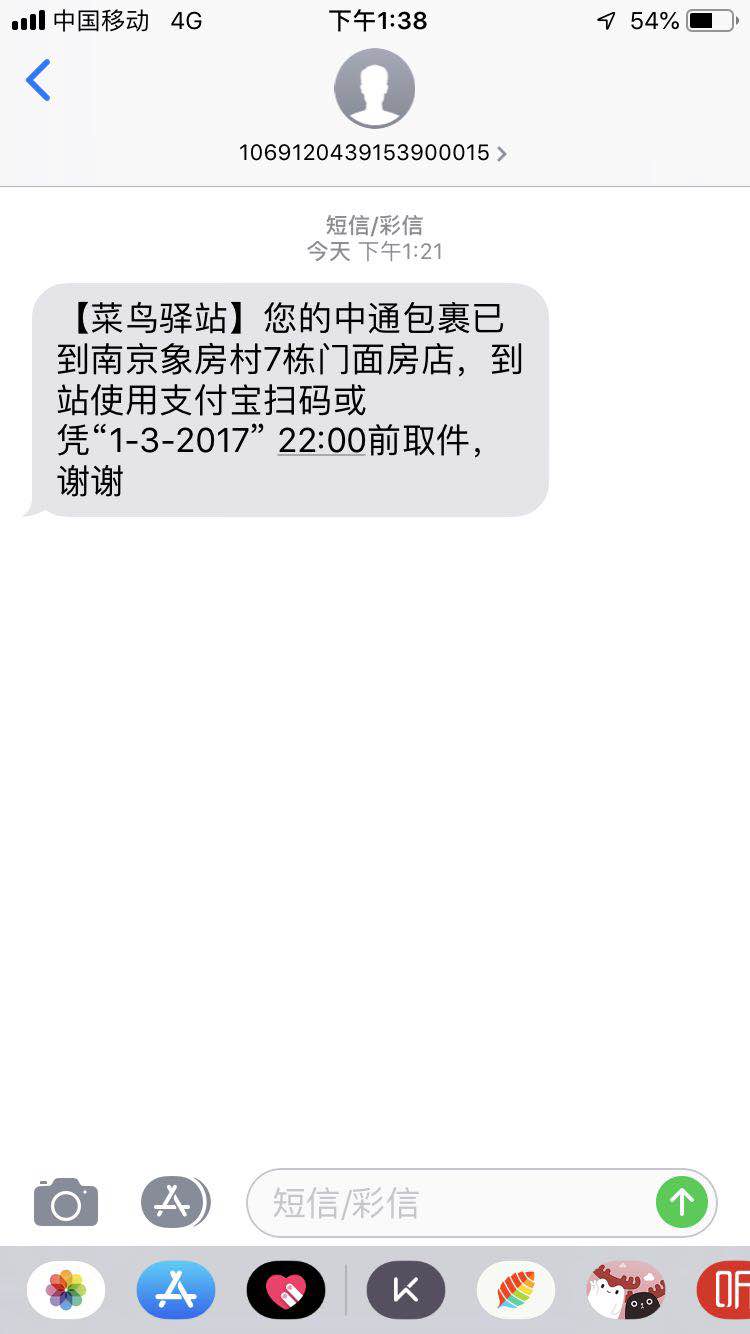 中国移动 4G 下午1:38 54%
1069120439153900015
短信/彩信
今天 下午1:21
【菜鸟驿站】您的中通包裹已
到南京象房村7栋门面房店，到
站使用支付宝扫码或
凭“1-3-2017” 22:00前取件，
谢谢
短信/彩信